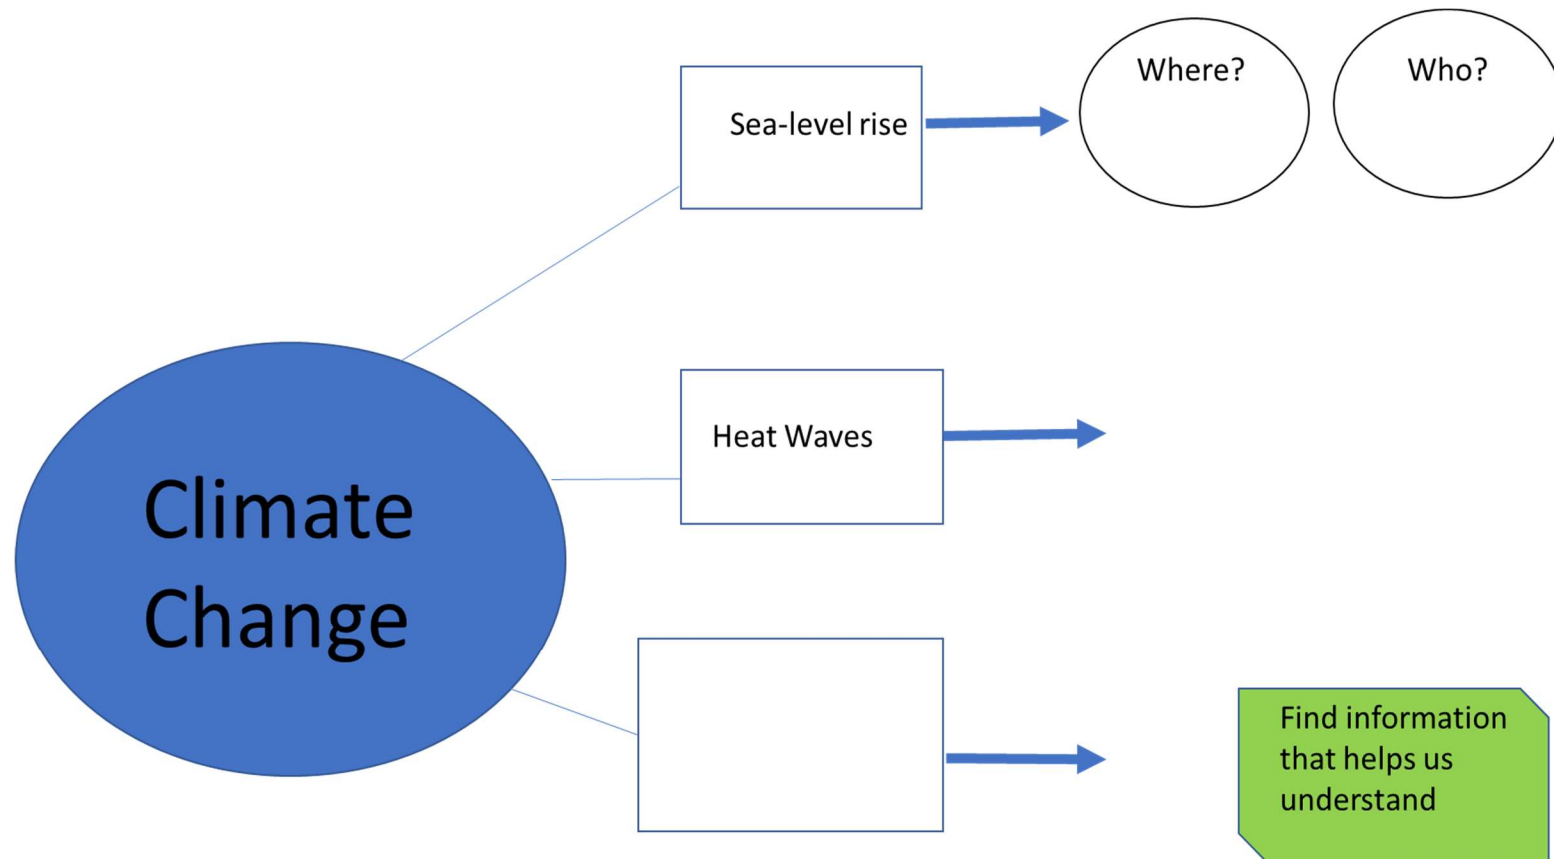 Where?
Who?
Sea-level rise
Heat Waves
Climate
Change
Find information
that helps us
understand